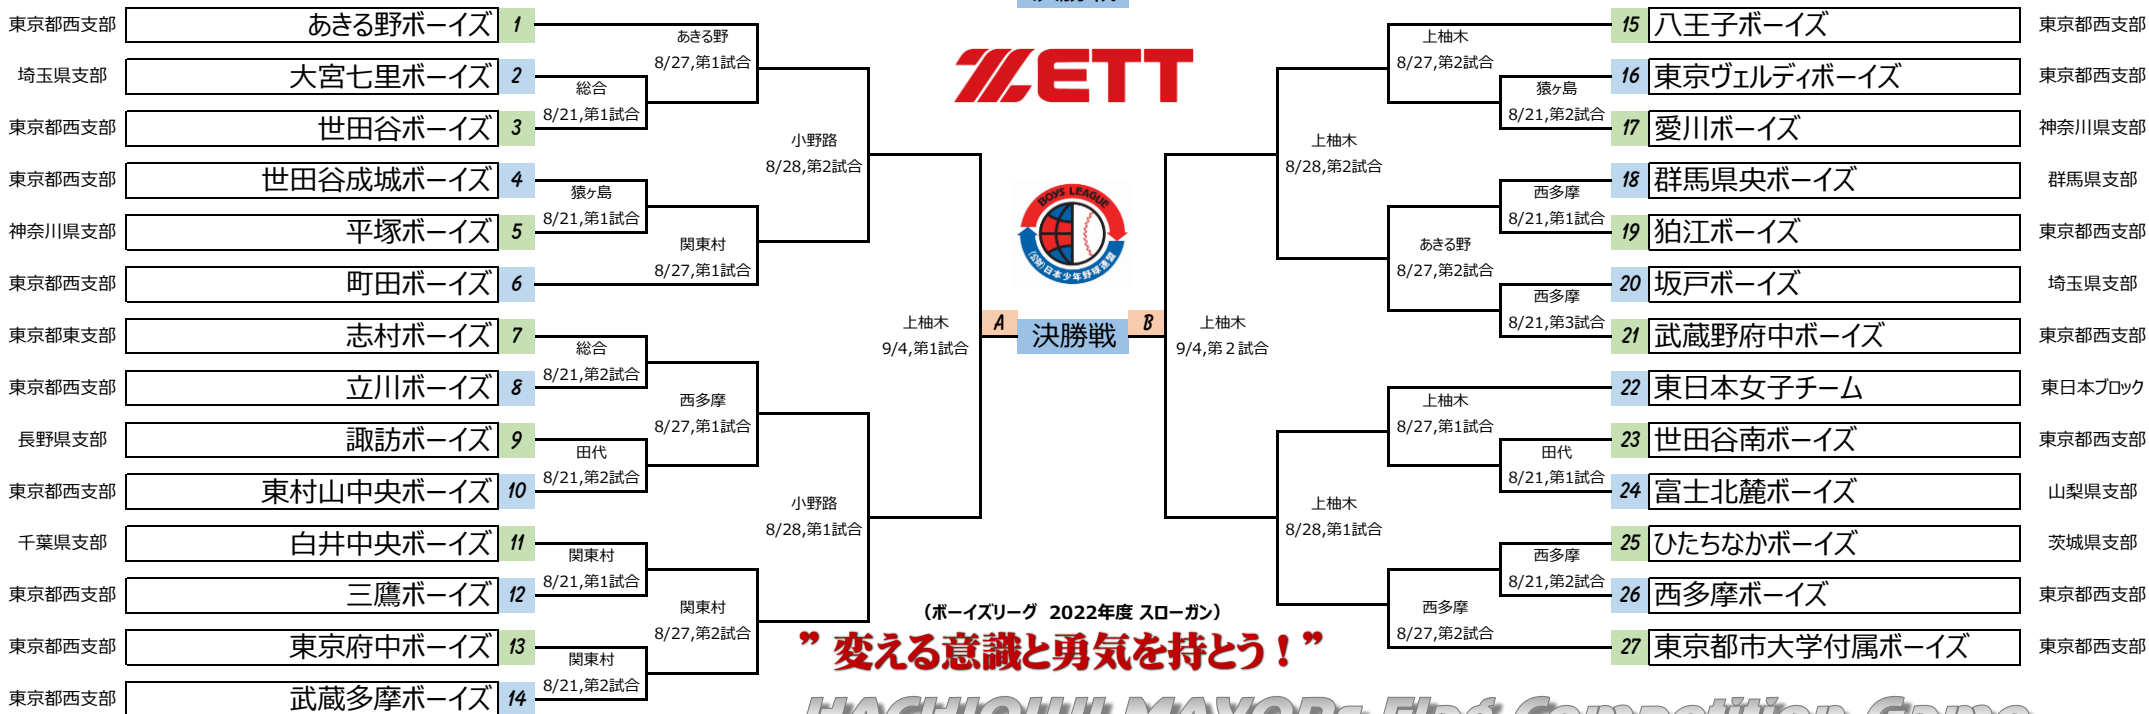 決勝戦
ZETT
東京都西支部 あきる野ボーイズ 1
埼玉県支部 大宮七里ボーイズ 2
東京都西支部 世田谷ボーイズ 3
東京都西支部 世田谷成城ボーイズ 4
神奈川県支部 平塚ボーイズ 5
東京都西支部 町田ボーイズ 6
東京都東支部 志村ボーイズ 7
東京都西支部 立川ボーイズ 8
長野県支部 諏訪ボーイズ 9
東京都西支部 東村山中央ボーイズ 10
千葉県支部 白井中央ボーイズ 11
東京都西支部 三鷹ボーイズ 12
東京都西支部 東京府中ボーイズ 13
東京都西支部 武蔵多摩ボーイズ 14
総合
8/21,第1試合
猿ヶ島
8/21,第1試合
総合
8/21,第2試合
田代
8/21,第2試合
関東村
8/21,第1試合
関東村
8/21,第2試合
あきる野
8/27,第1試合
関東村
8/27,第1試合
西多摩
8/27,第1試合
関東村
8/27,第2試合
小野路
8/28,第2試合
小野路
8/28,第1試合
上柚木
9/4,第1試合
A 決勝戦 B
BOYS LEAGUE
(公財)日本少年野球連盟
上柚木
9/4,第２試合
上柚木
8/28,第2試合
上柚木
8/28,第1試合
上柚木
8/27,第2試合
あきる野
8/27,第2試合
上柚木
8/27,第1試合
西多摩
8/27,第2試合
猿ヶ島
8/21,第2試合
西多摩
8/21,第1試合
西多摩
8/21,第3試合
田代
8/21,第1試合
西多摩
8/21,第2試合
15 八王子ボーイズ 東京都西支部
16 東京ヴェルディボーイズ 東京都西支部
17 愛川ボーイズ 神奈川県支部
18 群馬県央ボーイズ 群馬県支部
19 狛江ボーイズ 東京都西支部
20 坂戸ボーイズ 埼玉県支部
21 武蔵野府中ボーイズ 東京都西支部
22 東日本女子チーム 東日本ブロック
23 世田谷南ボーイズ 東京都西支部
24 富士北麓ボーイズ 山梨県支部
25 ひたちなかボーイズ 茨城県支部
26 西多摩ボーイズ 東京都西支部
27 東京都市大学付属ボーイズ 東京都西支部
（ボーイズリーグ 2022年度 スローガン）
”変える意識と勇気を持とう！”
HACHIOUJI MAYORs Flag Competition Game